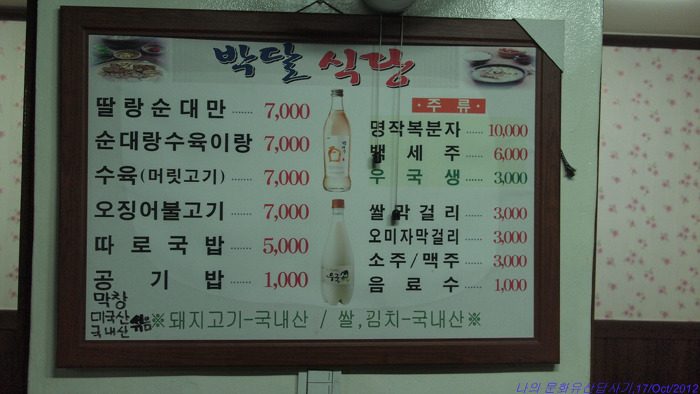 박달 식당
딸랑순대만 ...... 7,000
순대랑수육이랑 7,000
수육(머릿고기) ...... 7,000
오징어불고기 ...... 7,000
따로국밥 ...... 5,000
공기밥 ...... 1,000
막창
미국산
국내산 섞음
·주류·
명작복분자 ...... 10,000
백세주 ...... 6,000
우국생 3,000
쌀막걸리 ...... 3,000
오미자막걸리 ...... 3,000
소주/맥주 ...... 3,000
음료수 ...... 1,000
※돼지고기-국내산 / 쌀,김치-국내산※
나의 문화유산답사기,17/Oct/2012